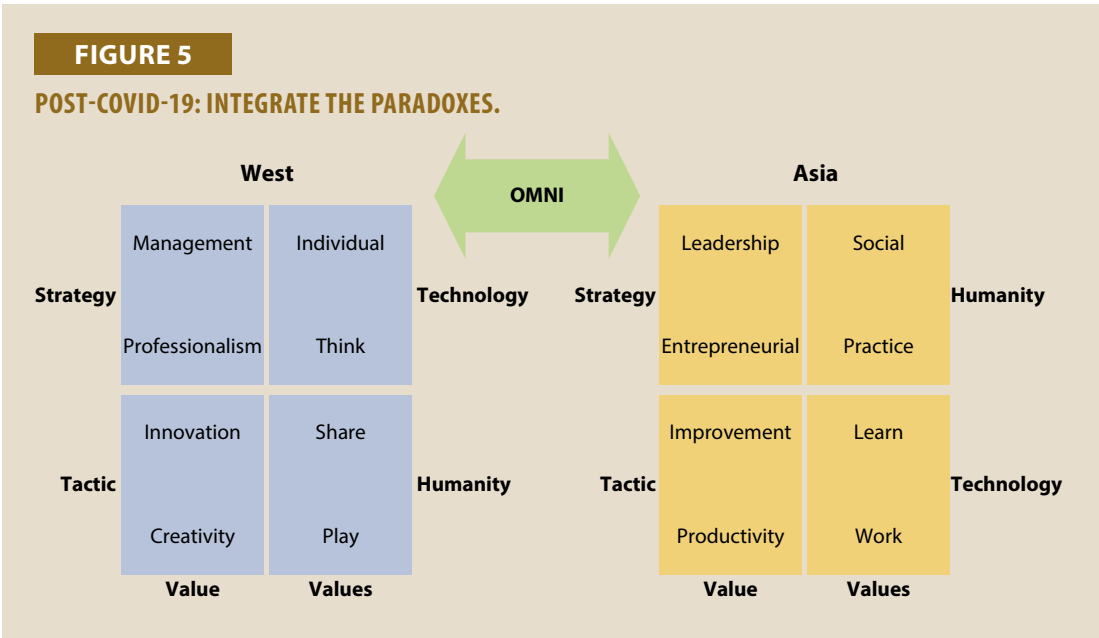 FIGURE 5
POST-COVID-19: INTEGRATE THE PARADOXES.
West
OMNI
Asia
Management Individual
Leadership Social
Strategy Technology
Strategy Humanity
Professionalism Think
Entrepreneurial Practice
Innovation Share
Improvement Learn
Tactic Humanity
Tactic Technology
Creativity Play
Productivity Work
Value Values
Value Values